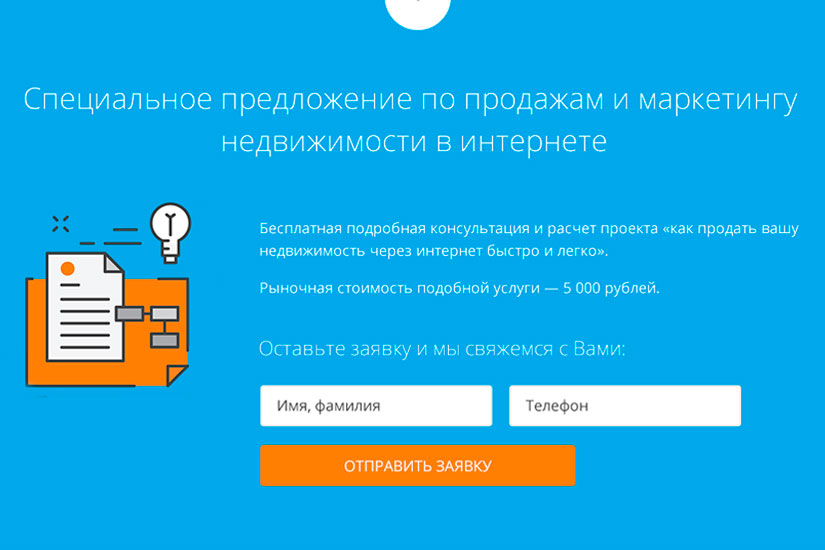 Специальное предложение по продажам и маркетингу
недвижимости в интернете
Бесплатная подробная консультация и расчет проекта «как продать вашу
недвижимость через интернет быстро и легко».
Рыночная стоимость подобной услуги — 5 000 рублей.
Оставьте заявку и мы свяжемся с Вами:
Имя, фамилия
Телефон
ОТПРАВИТЬ ЗАЯВКУ